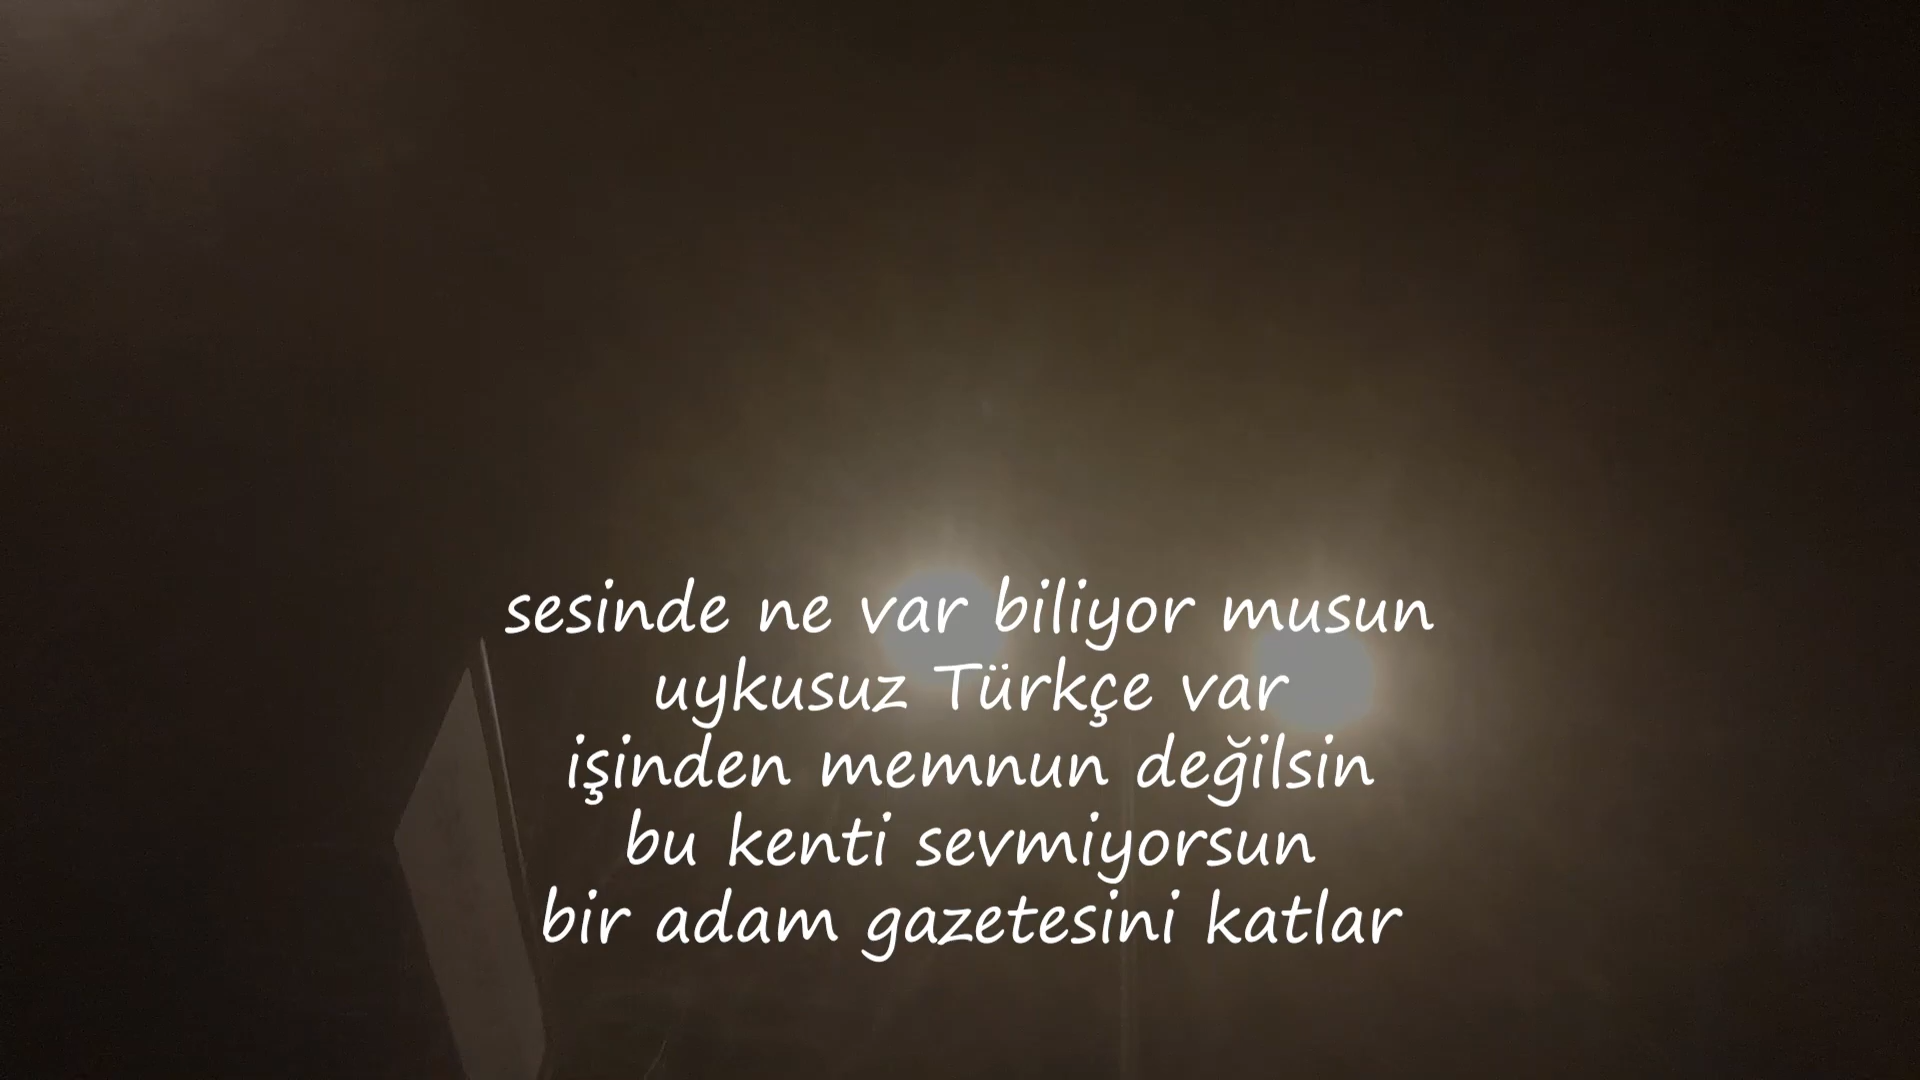 sesinde ne var biliyor musun
uykusuz Türkçe var
işinden memnun değilsin
bu kenti sevmiyorsun
bir adam gazetesini katlar